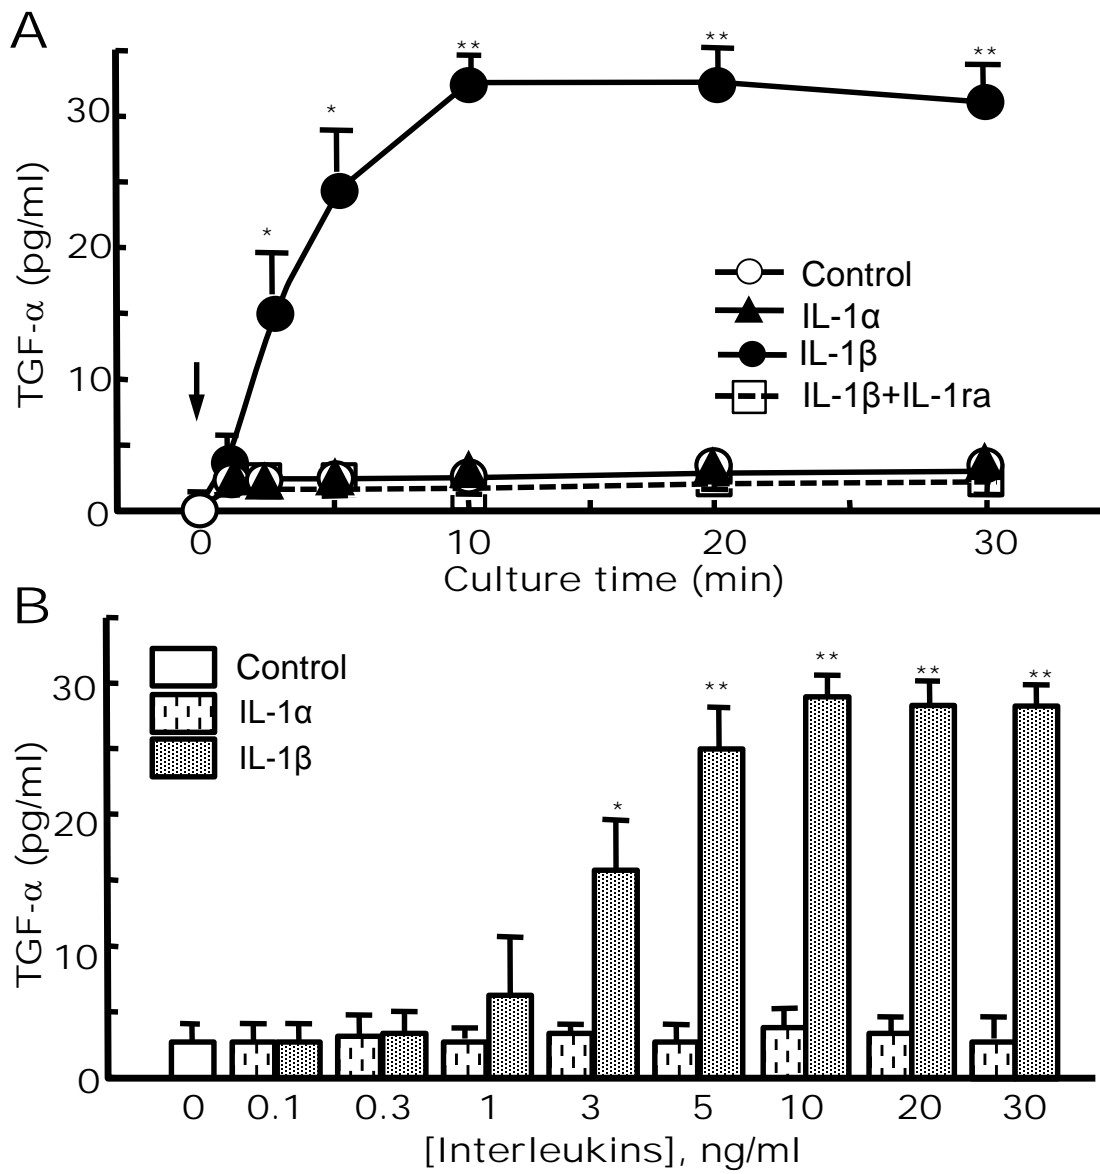 A
**
**
**
*
*
30
20
10
0
TGF-α (pg/ml)
Control
IL-1α
IL-1β
IL-1β+IL-1ra
0
10
20
30
Culture time (min)
B
Control
IL-1α
IL-1β
**
**
**
**
*
30
20
10
0
TGF-α (pg/ml)
0
0.1
0.3
1
3
5
10
20
30
[Interleukins], ng/ml